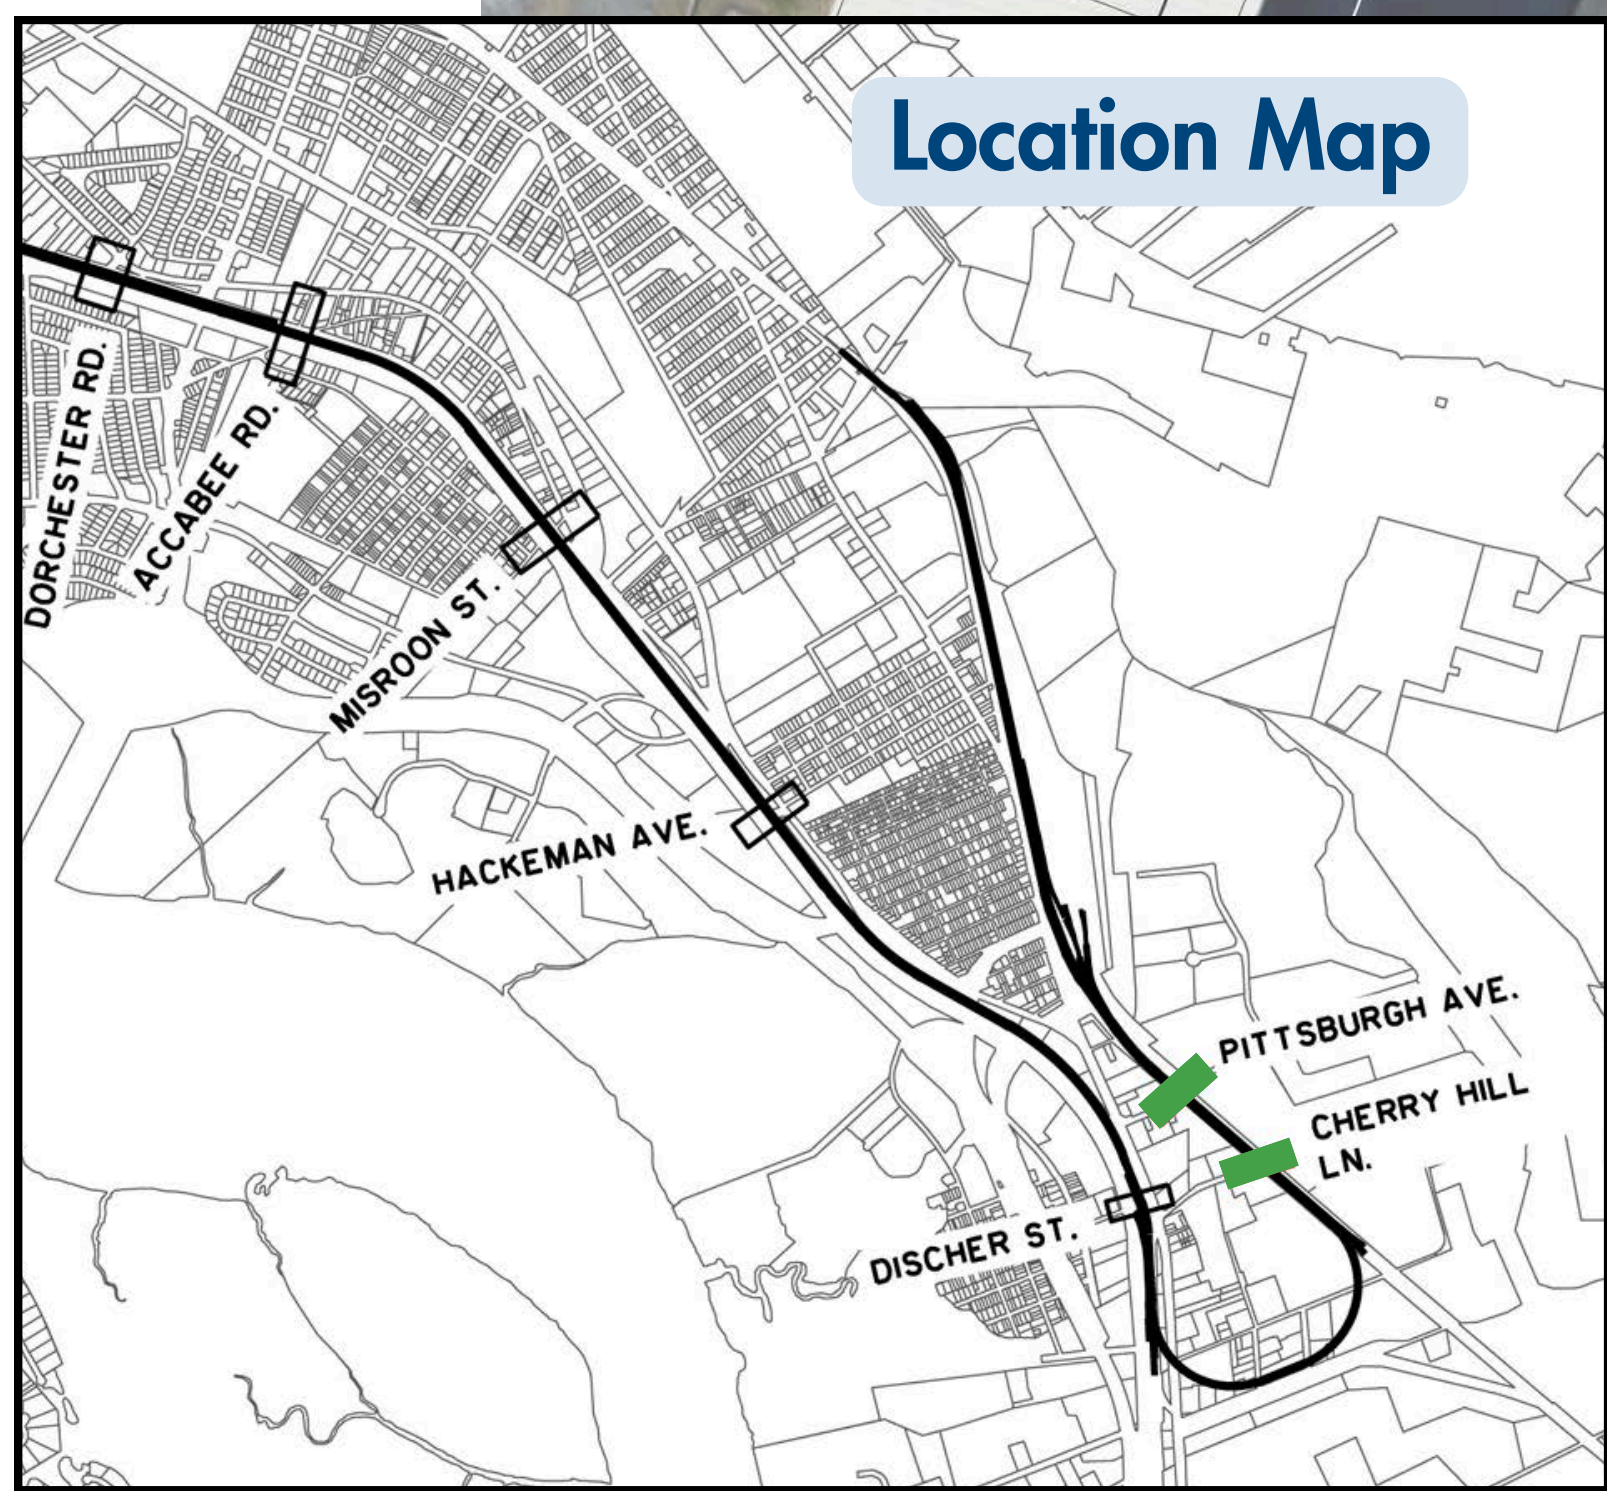 Location Map
DORCHESTER RD.
ACCABEE RD.
MISROON ST.
HACKEMAN AVE.
PITTSBURGH AVE.
CHERRY HILL
LN.
DISCHER ST.